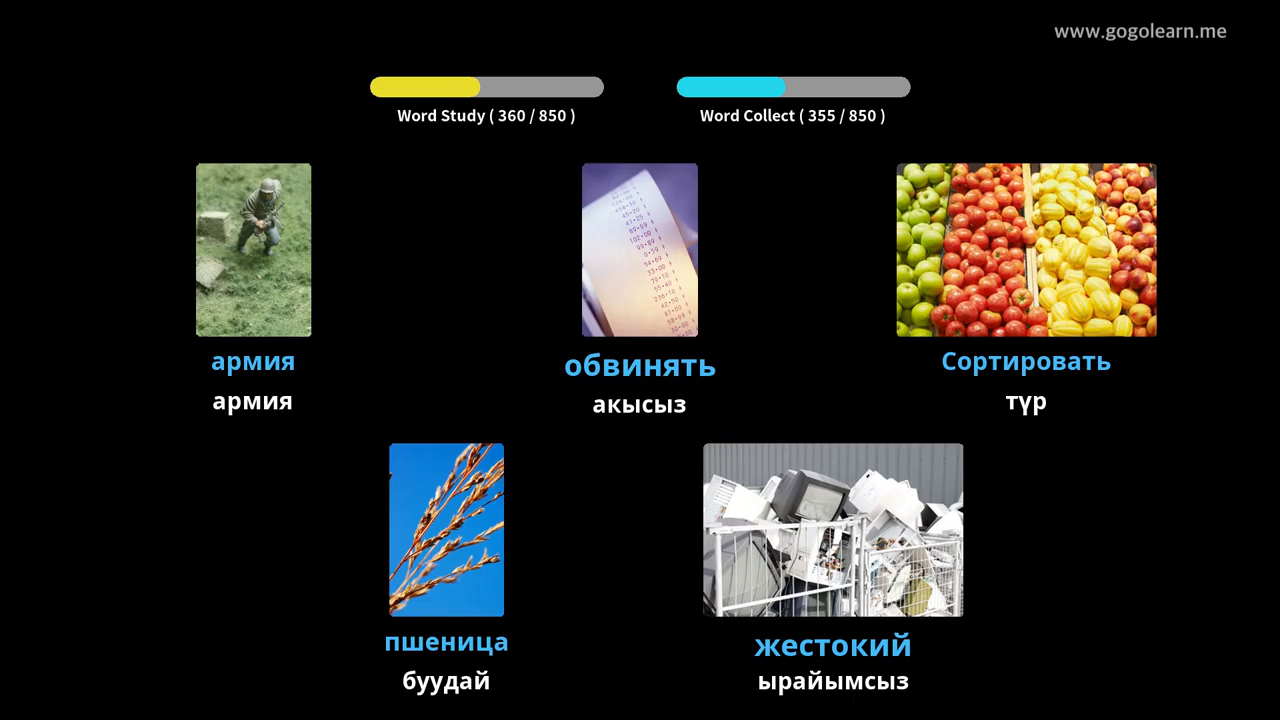 www.gogolearn.me
Word Study ( 360 / 850 )
Word Collect ( 355 / 850 )
армия
армия
обвинять
акысыз
Сортировать
түр
пшеница
буудай
жестокий
ырайымсыз